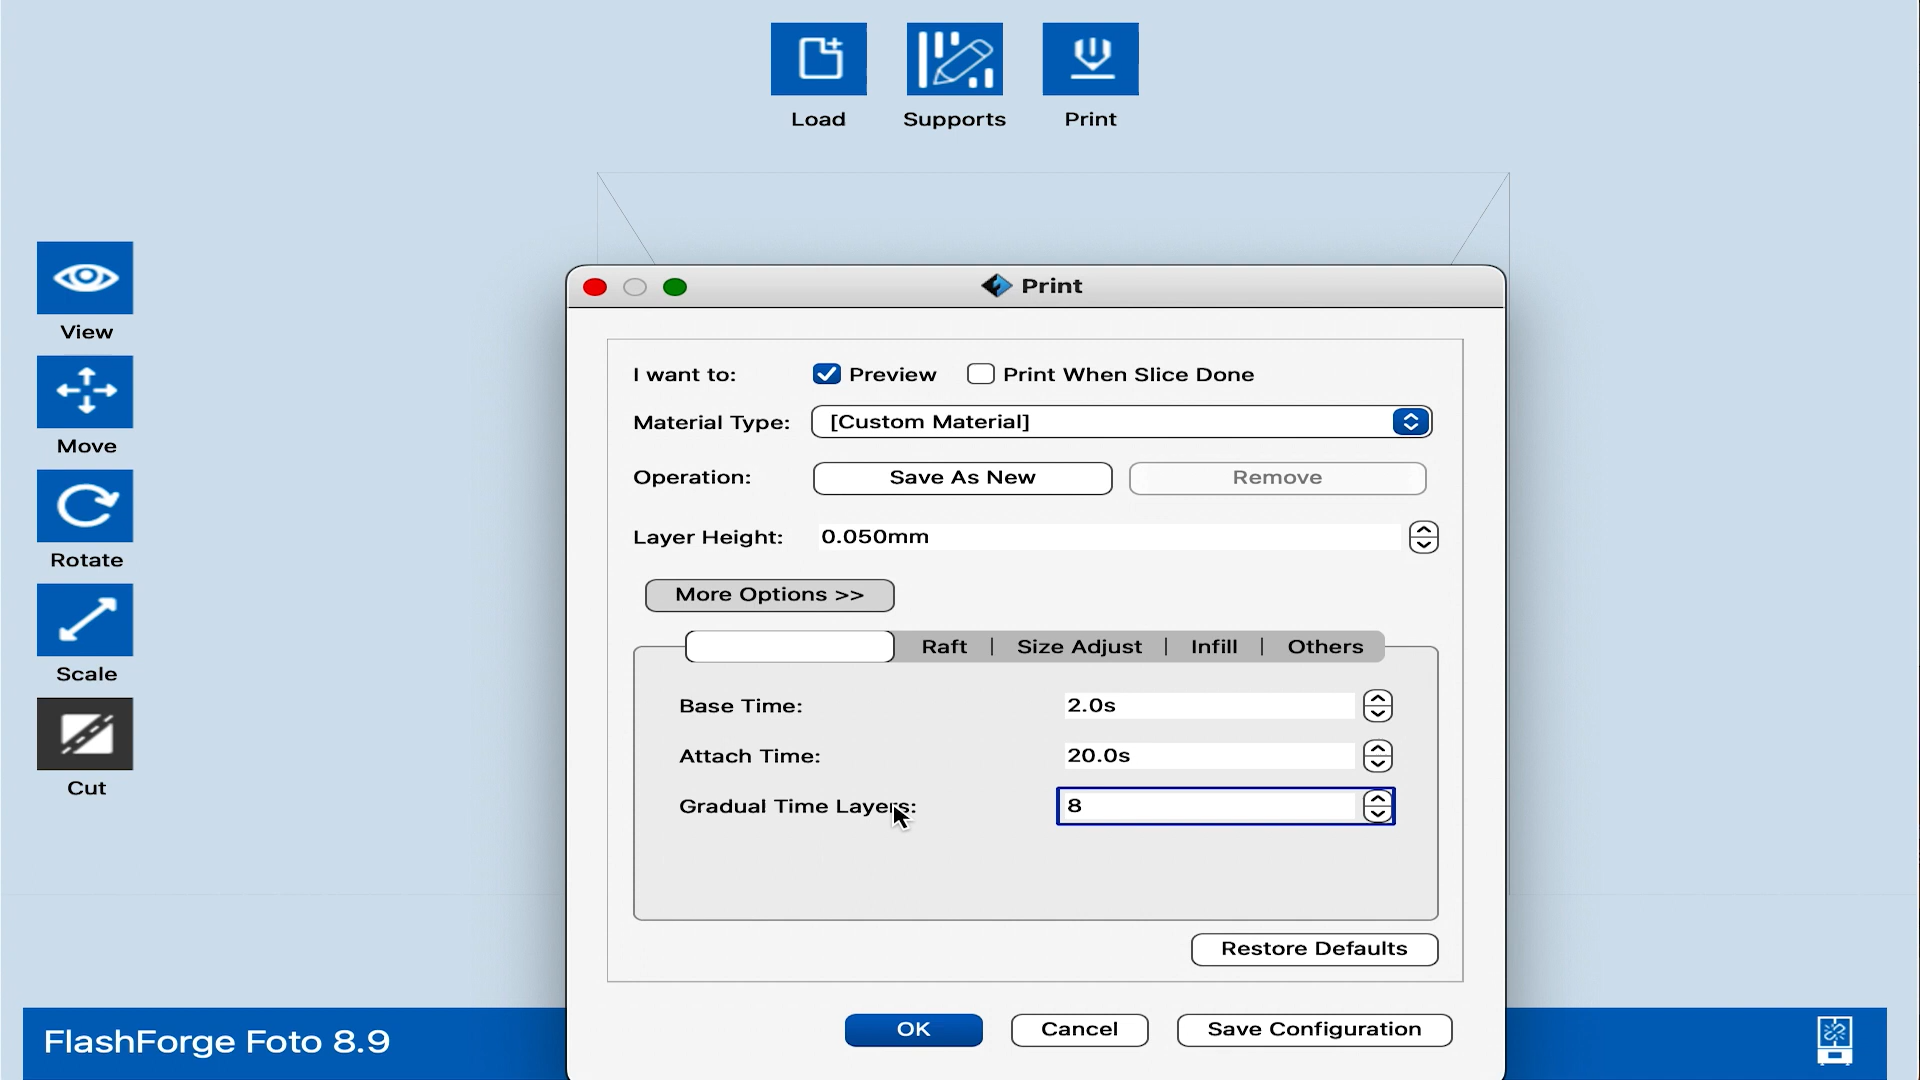 Load
Supports
Print
View
Move
Rotate
Scale
Cut
Print
I want to:
Preview
Print When Slice Done
Material Type:
[Custom Material]
Operation:
Save As New
Remove
Layer Height:
0.050mm
More Options >>
Raft | Size Adjust | Infill | Others
Base Time:
2.0s
Attach Time:
20.0s
Gradual Time Layers:
8
Restore Defaults
OK
Cancel
Save Configuration
FlashForge Foto 8.9